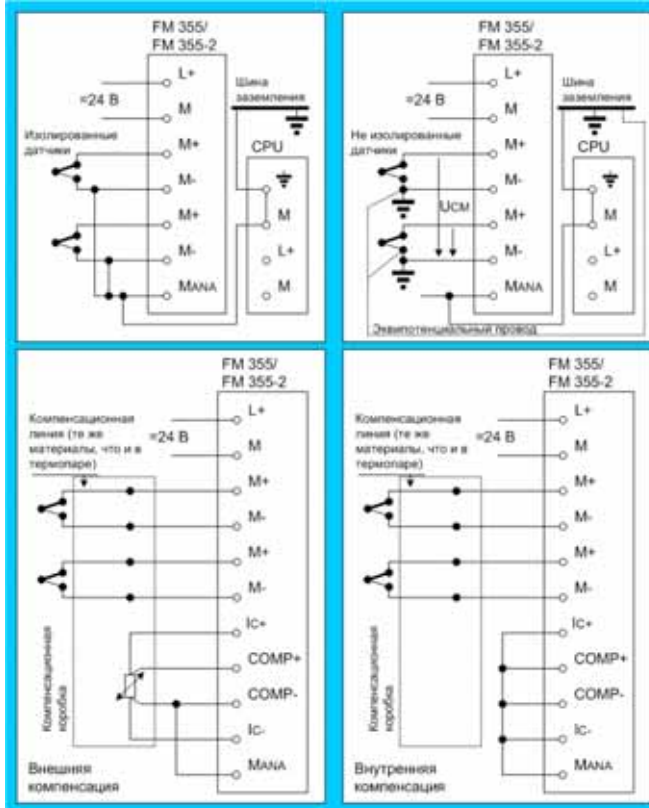 FM 355/
FM 355-2
L+
=24 В
M
Шина
заземления
Изолированные
датчики
M+
CPU
M-
M+
M
M-
L+
MANA
M
FM 355/
FM 355-2
L+
=24 В
M
Шина
заземления
Не изолированные
датчики
M+
CPU
M-
UCM
M+
M
M-
L+
MANA
M
Эквипотенциальный провод
FM 355/
FM 355-2
Компенсационная
линия (те же
материалы, что и в
термопаре)
L+
=24 В
M
M+
M-
M+
M-
IC+
COMP+
COMP-
IC-
MANA
Компенсационная
коробка
Внешняя
компенсация
FM 355/
FM 355-2
Компенсационная
линия (те же
материалы, что и в
термопаре)
L+
=24 В
M
M+
M-
M+
M-
IC+
COMP+
COMP-
IC-
MANA
Компенсационная
коробка
Внутренняя
компенсация